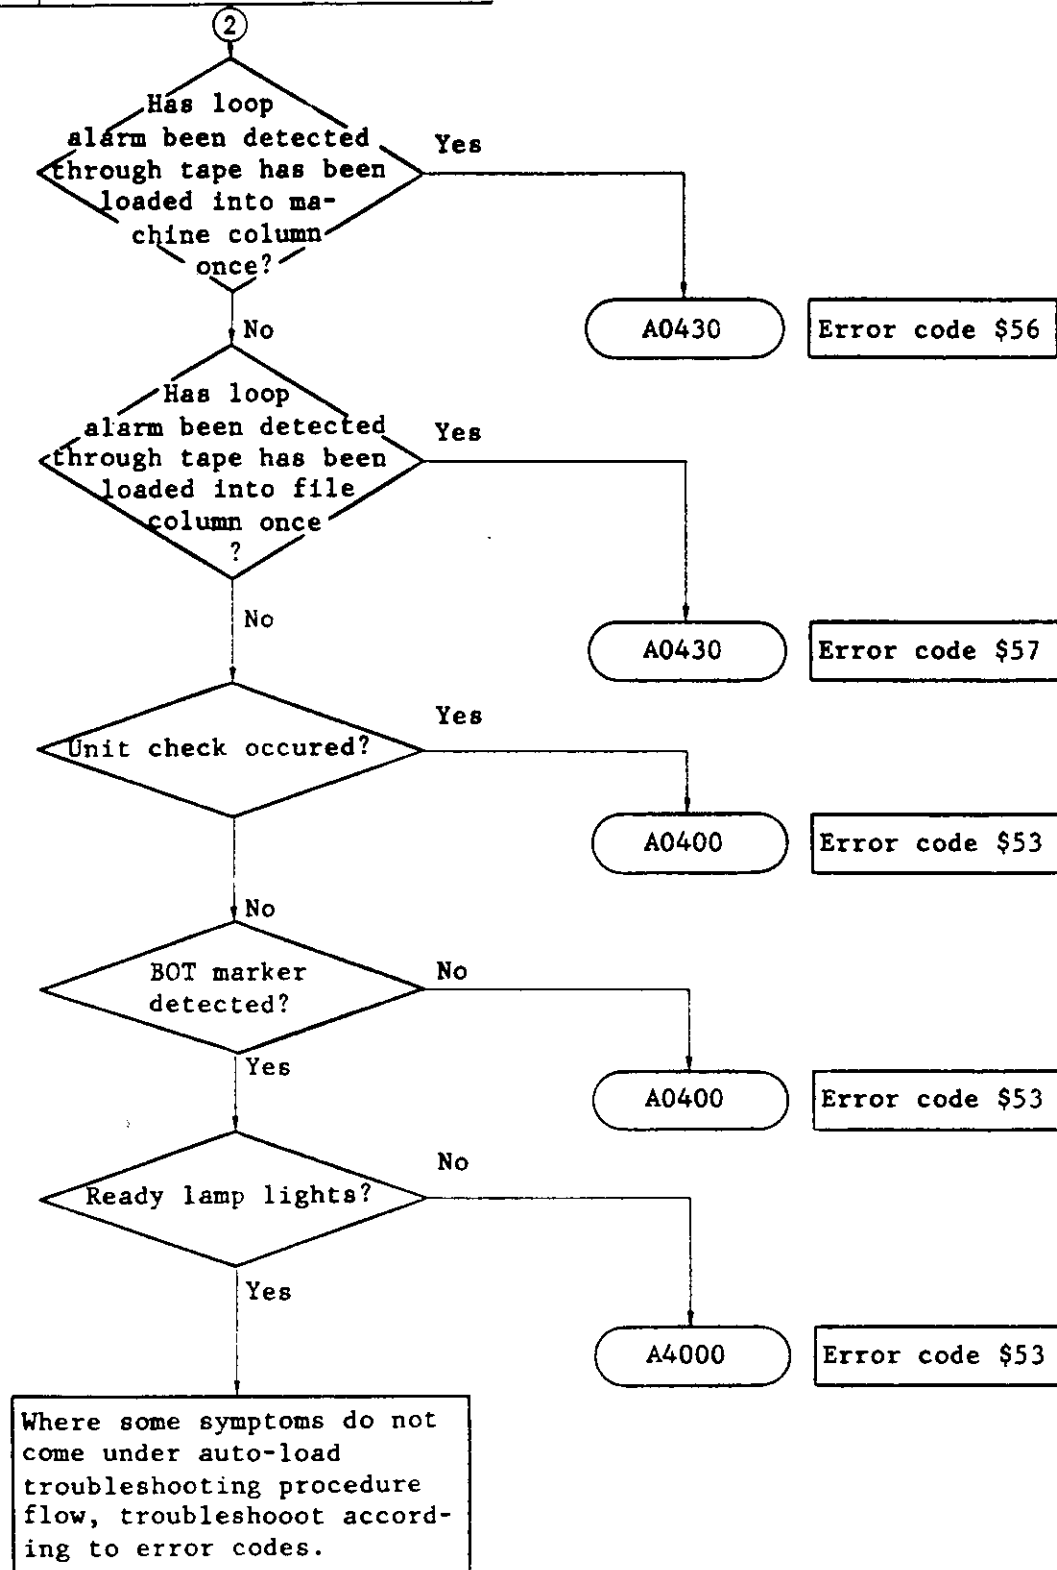 2
Has loop
alarm been detected
through tape has been
loaded into ma-
chine column
once?
Yes
A0430
Error code $56
No
Has loop
alarm been detected
through tape has been
loaded into file
column once
?
Yes
A0430
Error code $57
No
Unit check occured?
Yes
A0400
Error code $53
No
BOT marker
detected?
No
A0400
Error code $53
Yes
Ready lamp lights?
No
A4000
Error code $53
Yes
Where some symptoms do not
come under auto-load
troubleshooting procedure
flow, troubleshooot accord-
ing to error codes.